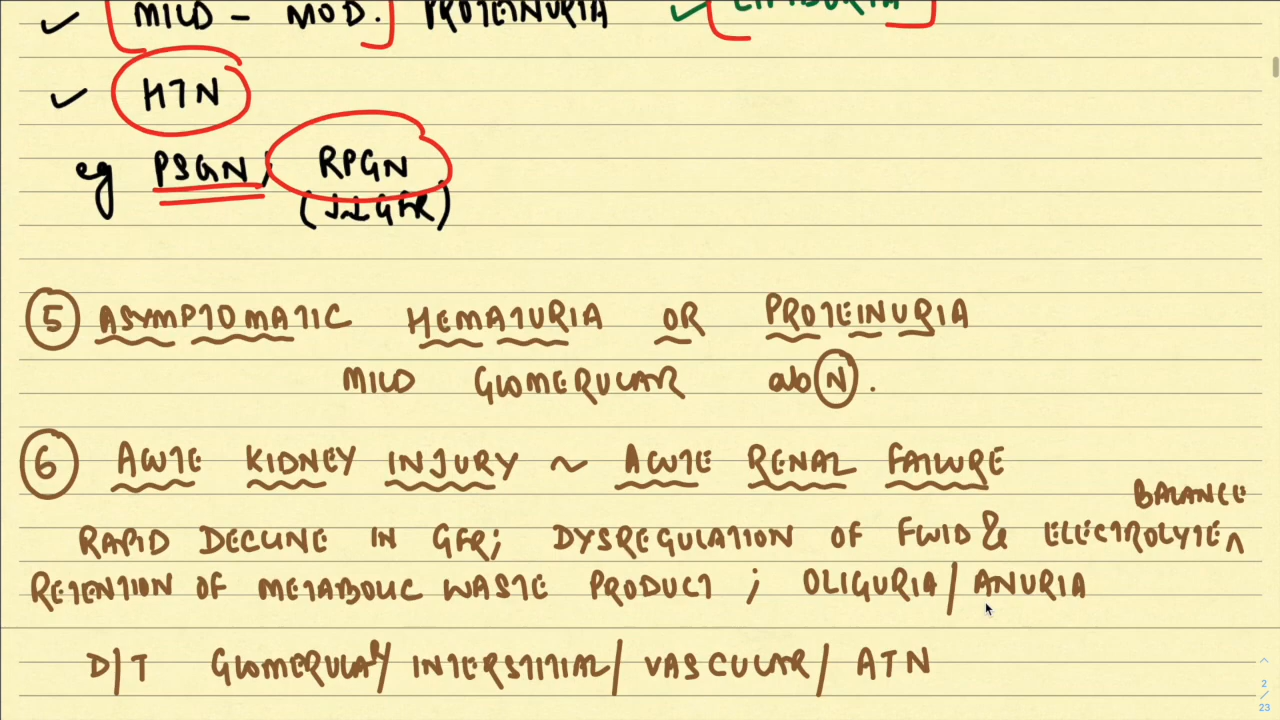 ✓ [MILD - MOD.] PROTEINURIA ✓
✓ HTN
eg PSGN, RPGN
(↓↓GFR)
⑤ ASYMPTOMATIC HEMATURIA OR PROTEINURIA
MILD GLOMERULAR abⓃ.
⑥ ACUTE KIDNEY INJURY ~ ACUTE RENAL FAILURE
BALANCE
RAPID DECLINE IN GFR; DYSREGULATION OF FLUID & ELECTROLYTE ^
RETENTION OF METABOLIC WASTE PRODUCT ; OLIGURIA/ANURIA
D/T GLOMERULAR/ INTERSTITIAL/ VASCULAR/ ATN
2
/
23